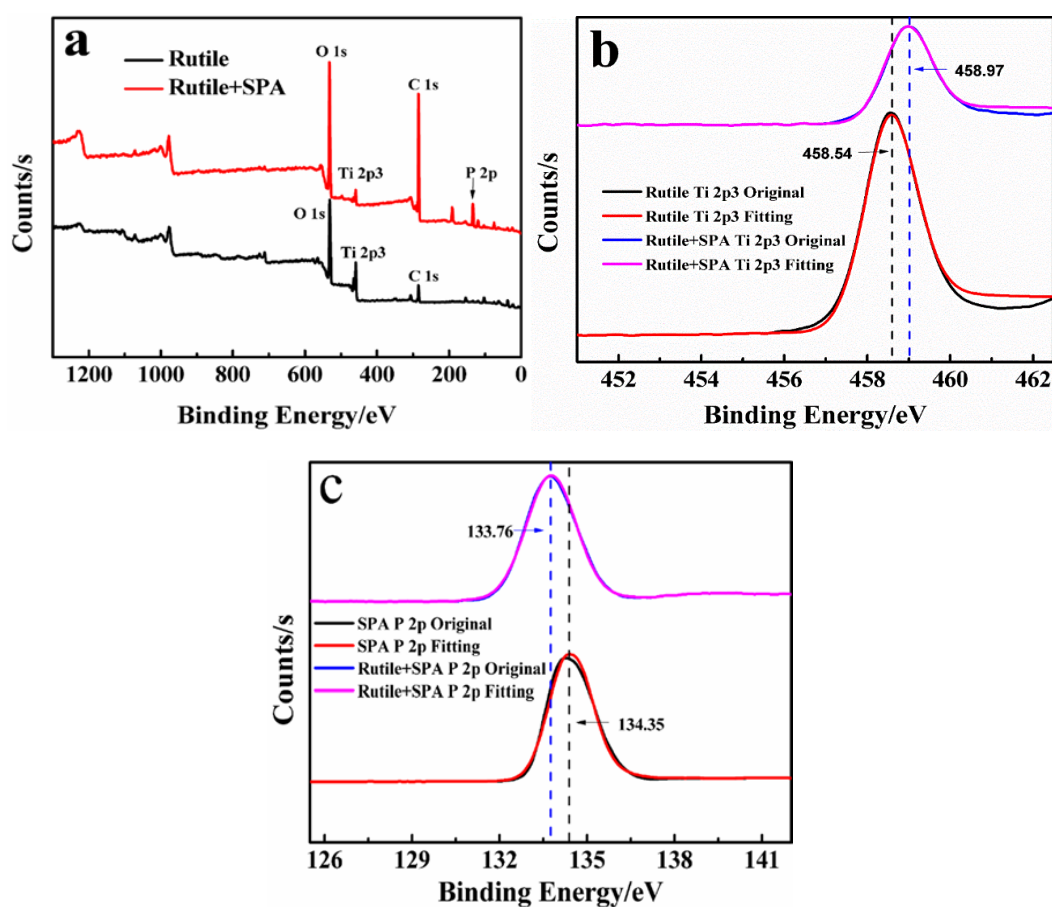 a
Rutile
Rutile+SPA
O 1s
C 1s
Ti 2p3
P 2p
O 1s
Ti 2p3
C 1s
Counts/s
1200 1000 800 600 400 200 0
Binding Energy/eV
b
458.97
458.54
Rutile Ti 2p3 Original
Rutile Ti 2p3 Fitting
Rutile+SPA Ti 2p3 Original
Rutile+SPA Ti 2p3 Fitting
Counts/s
452 454 456 458 460 462
Binding Energy/eV
c
133.76
SPA P 2p Original
SPA P 2p Fitting
Rutile+SPA P 2p Original
Rutile+SPA P 2p Fitting
134.35
Counts/s
126 129 132 135 138 141
Binding Energy/eV